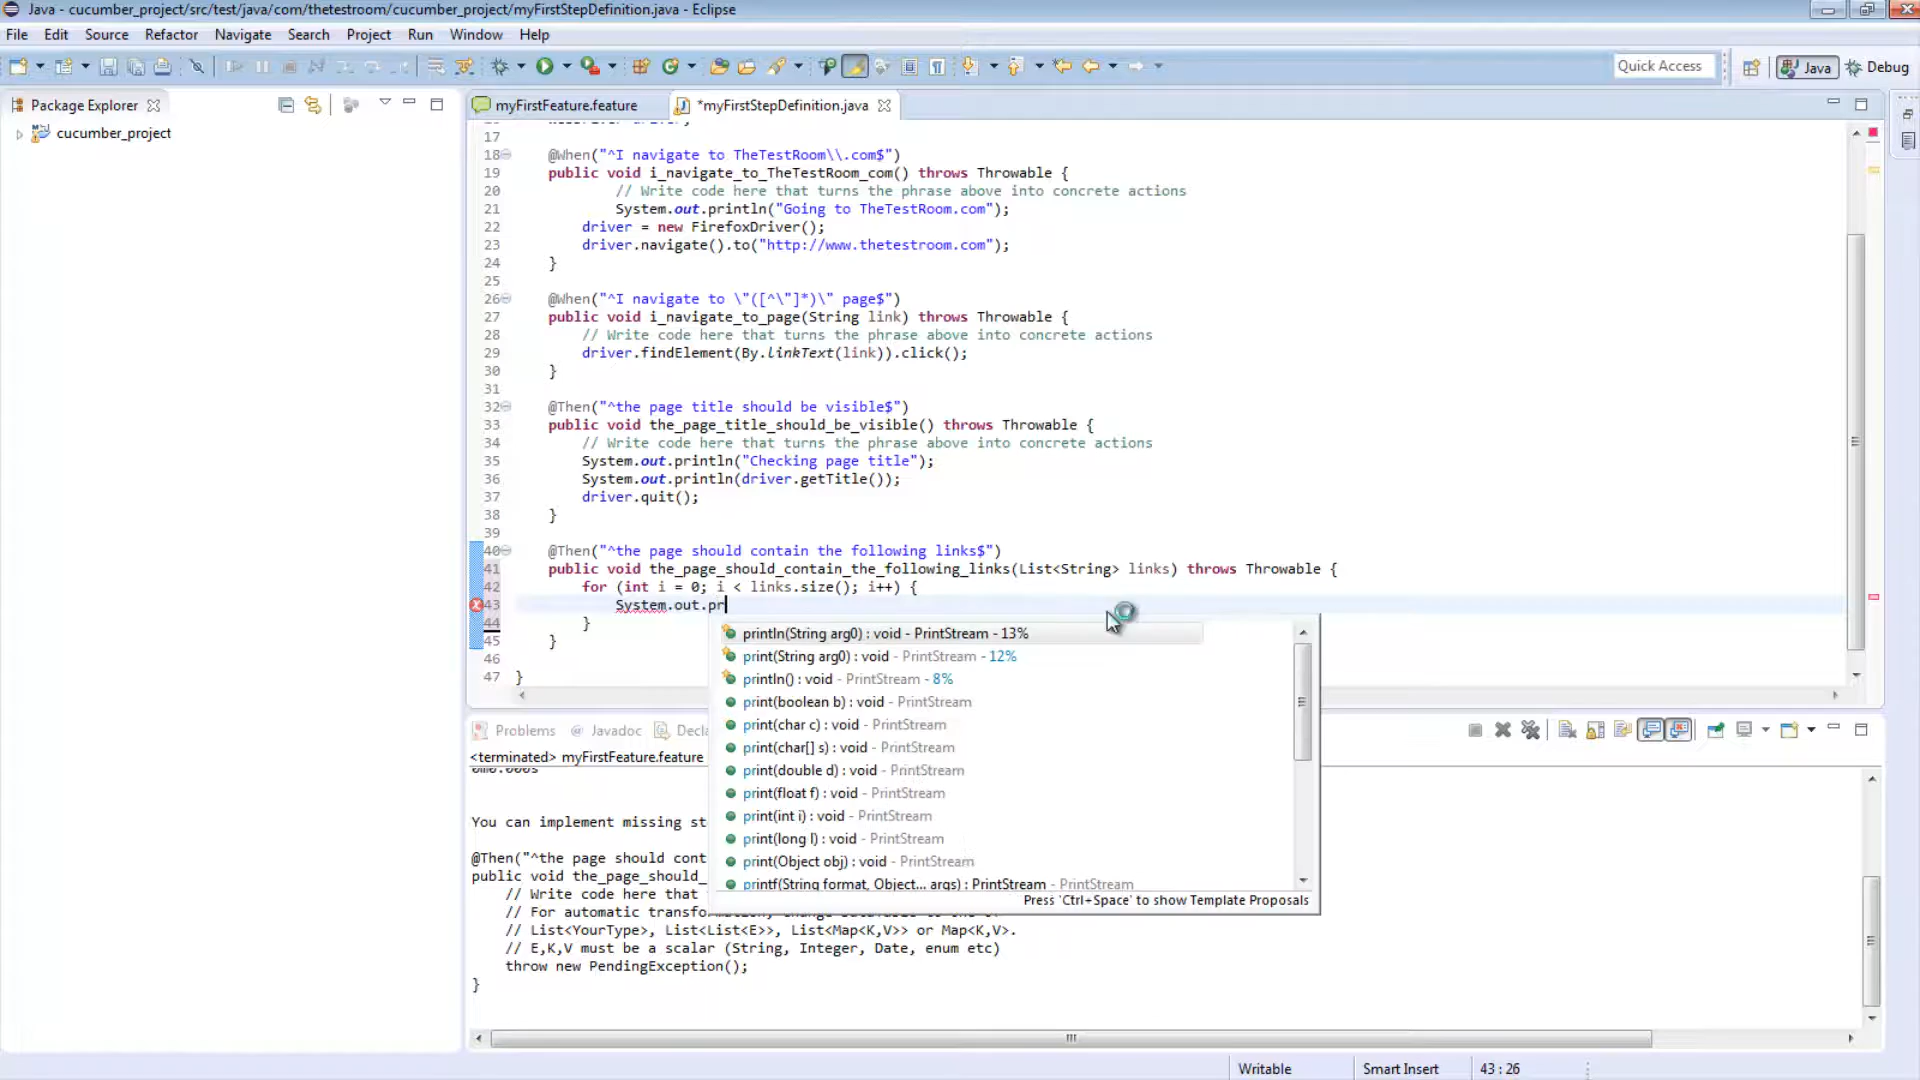 Java - cucumber_project/src/test/java/com/thetestroom/cucumber_project/myFirstStepDefinition.java - Eclipse
File Edit Source Refactor Navigate Search Project Run Window Help
Quick Access Java Debug
Package Explorer
myFirstFeature.feature *myFirstStepDefinition.java
cucumber_project
17
18 @When("^I navigate to TheTestRoom\\.com$")
19 public void i_navigate_to_TheTestRoom_com() throws Throwable {
20 // Write code here that turns the phrase above into concrete actions
21 System.out.println("Going to TheTestRoom.com");
22 driver = new FirefoxDriver();
23 driver.navigate().to("http://www.thetestroom.com");
24 }
25
26 @When("^I navigate to \"([^\"]*)\" page$")
27 public void i_navigate_to_page(String link) throws Throwable {
28 // Write code here that turns the phrase above into concrete actions
29 driver.findElement(By.linkText(link)).click();
30 }
31
32 @Then("^the page title should be visible$")
33 public void the_page_title_should_be_visible() throws Throwable {
34 // Write code here that turns the phrase above into concrete actions
35 System.out.println("Checking page title");
36 System.out.println(driver.getTitle());
37 driver.quit();
38 }
39
40 @Then("^the page should contain the following links$")
41 public void the_page_should_contain_the_following_links(List<String> links) throws Throwable {
42 for (int i = 0; i < links.size(); i++) {
43 System.out.pr
44 }
45 }
46
47 }
println(String arg0) : void - PrintStream - 13%
print(String arg0) : void - PrintStream - 12%
println() : void - PrintStream - 8%
print(boolean b) : void - PrintStream
print(char c) : void - PrintStream
print(char[] s) : void - PrintStream
print(double d) : void - PrintStream
print(float f) : void - PrintStream
print(int i) : void - PrintStream
print(long l) : void - PrintStream
print(Object obj) : void - PrintStream
printf(String format, Object... args) : PrintStream - PrintStream
Press 'Ctrl+Space' to show Template Proposals
Problems @ Javadoc Decla
<terminated> myFirstFeature.feature
0m0.000s
You can implement missing st
@Then("^the page should cont
public void the_page_should_
// Write code here that
// For automatic
// List<YourType>, List<List<E>>, List<Map<K,V>> or Map<K,V>.
// E,K,V must be a scalar (String, Integer, Date, enum etc)
throw new PendingException();
}
Writable Smart Insert 43 : 26